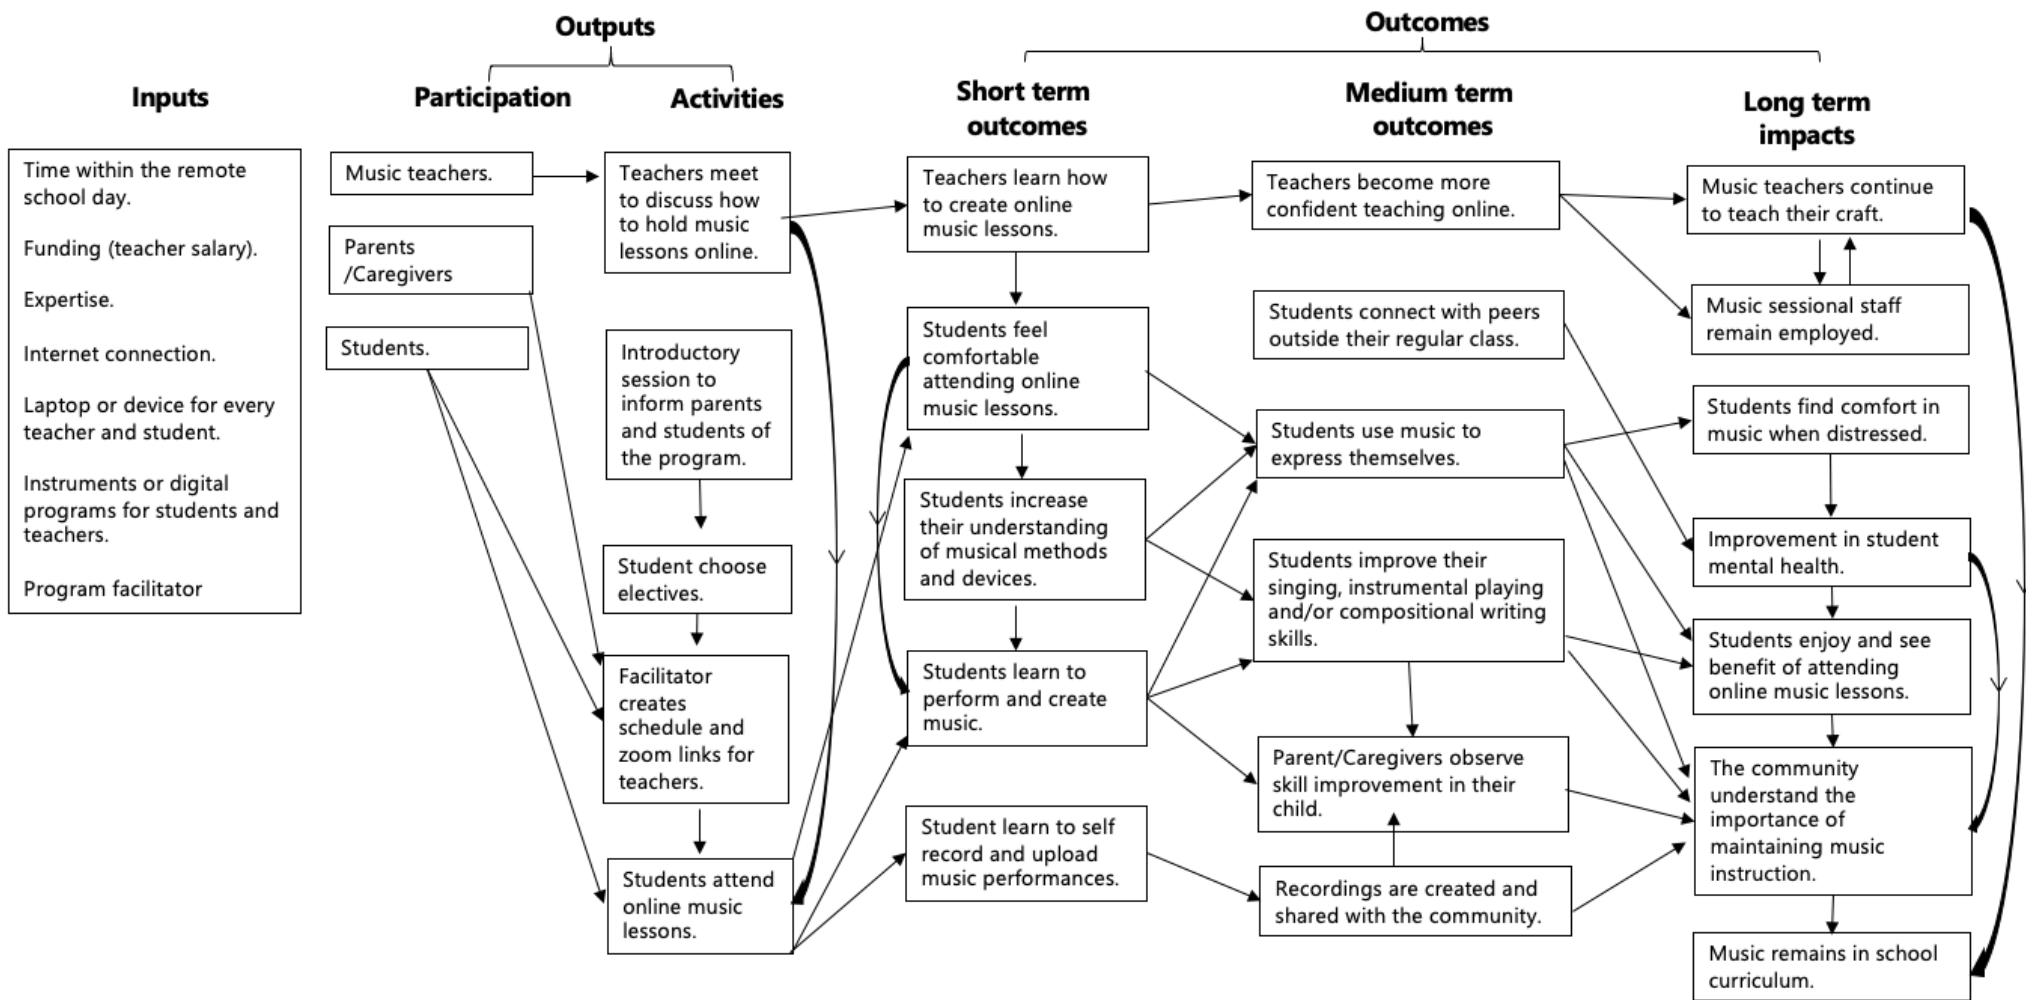 Outputs
Outcomes
Inputs
Participation
Activities
Short term
outcomes
Medium term
outcomes
Long term
impacts
Time within the remote
school day.
Funding (teacher salary).
Expertise.
Internet connection.
Laptop or device for every
teacher and student.
Instruments or digital
programs for students and
teachers.
Program facilitator
Music teachers.
Parents
/Caregivers
Students.
Teachers meet
to discuss how
to hold music
lessons online.
Introductory
session to
inform parents
and students of
the program.
Student choose
electives.
Facilitator
creates
schedule and
zoom links for
teachers.
Students attend
online music
lessons.
Teachers learn how
to create online
music lessons.
Students feel
comfortable
attending online
music lessons.
Students increase
their understanding
of musical methods
and devices.
Students learn to
perform and create
music.
Student learn to self
record and upload
music performances.
Teachers become more
confident teaching online.
Students connect with peers
outside their regular class.
Students use music to
express themselves.
Students improve their
singing, instrumental playing
and/or compositional writing
skills.
Parent/Caregivers observe
skill improvement in their
child.
Recordings are created and
shared with the community.
Music teachers continue
to teach their craft.
Music sessional staff
remain employed.
Students find comfort in
music when distressed.
Improvement in student
mental health.
Students enjoy and see
benefit of attending
online music lessons.
The community
understand the
importance of
maintaining music
instruction.
Music remains in school
curriculum.